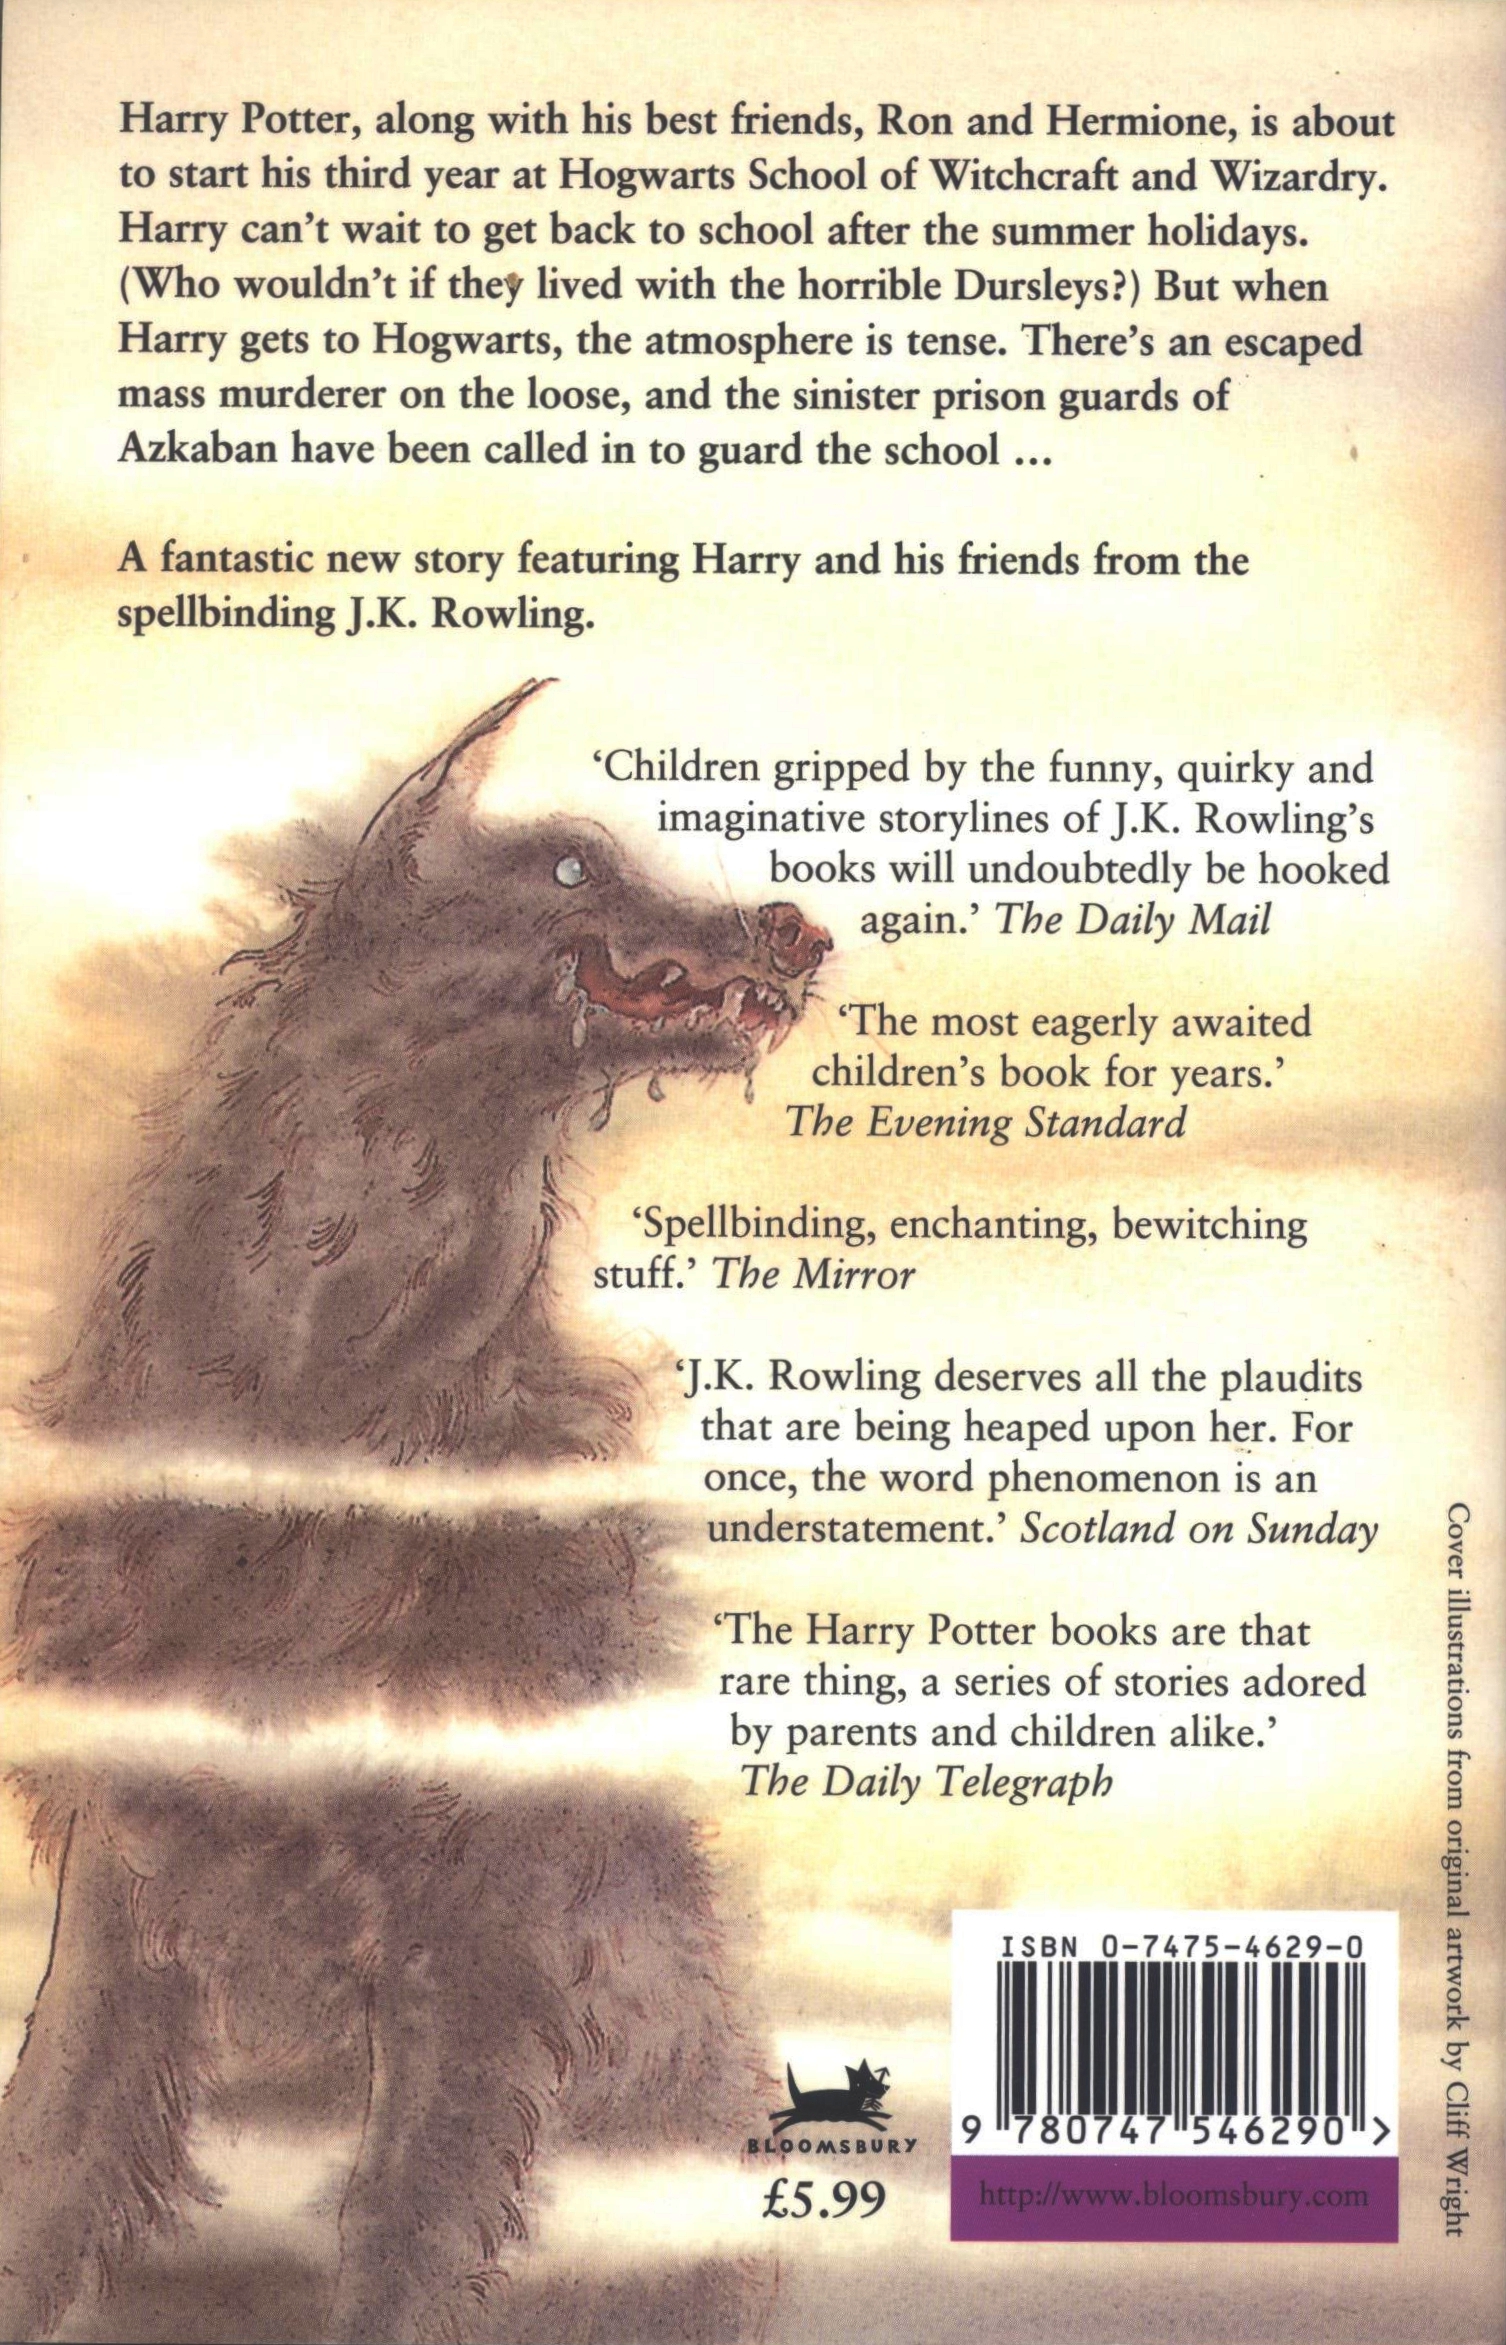 Harry Potter, along with his best friends, Ron and Hermione, is about
to start his third year at Hogwarts School of Witchcraft and Wizardry.
Harry can't wait to get back to school after the summer holidays.
(Who wouldn't if they lived with the horrible Dursleys?) But when
Harry gets to Hogwarts, the atmosphere is tense. There's an escaped
mass murderer on the loose, and the sinister prison guards of
Azkaban have been called in to guard the school ...
A fantastic new story featuring Harry and his friends from the
spellbinding J.K. Rowling.
‘Children gripped by the funny, quirky and
imaginative storylines of J.K. Rowling's
books will undoubtedly be hooked
again.’ The Daily Mail
‘The most eagerly awaited
children's book for years.’
The Evening Standard
‘Spellbinding, enchanting, bewitching
stuff.’ The Mirror
‘J.K. Rowling deserves all the plaudits
that are being heaped upon her. For
once, the word phenomenon is an
understatement.’ Scotland on Sunday
‘The Harry Potter books are that
rare thing, a series of stories adored
by parents and children alike.’
The Daily Telegraph
Cover illustrations from original artwork by Cliff Wright
ISBN 0-7475-4629-0
9 780747 546290 >
BLOOMSBURY
£5.99
http://www.bloomsbury.com